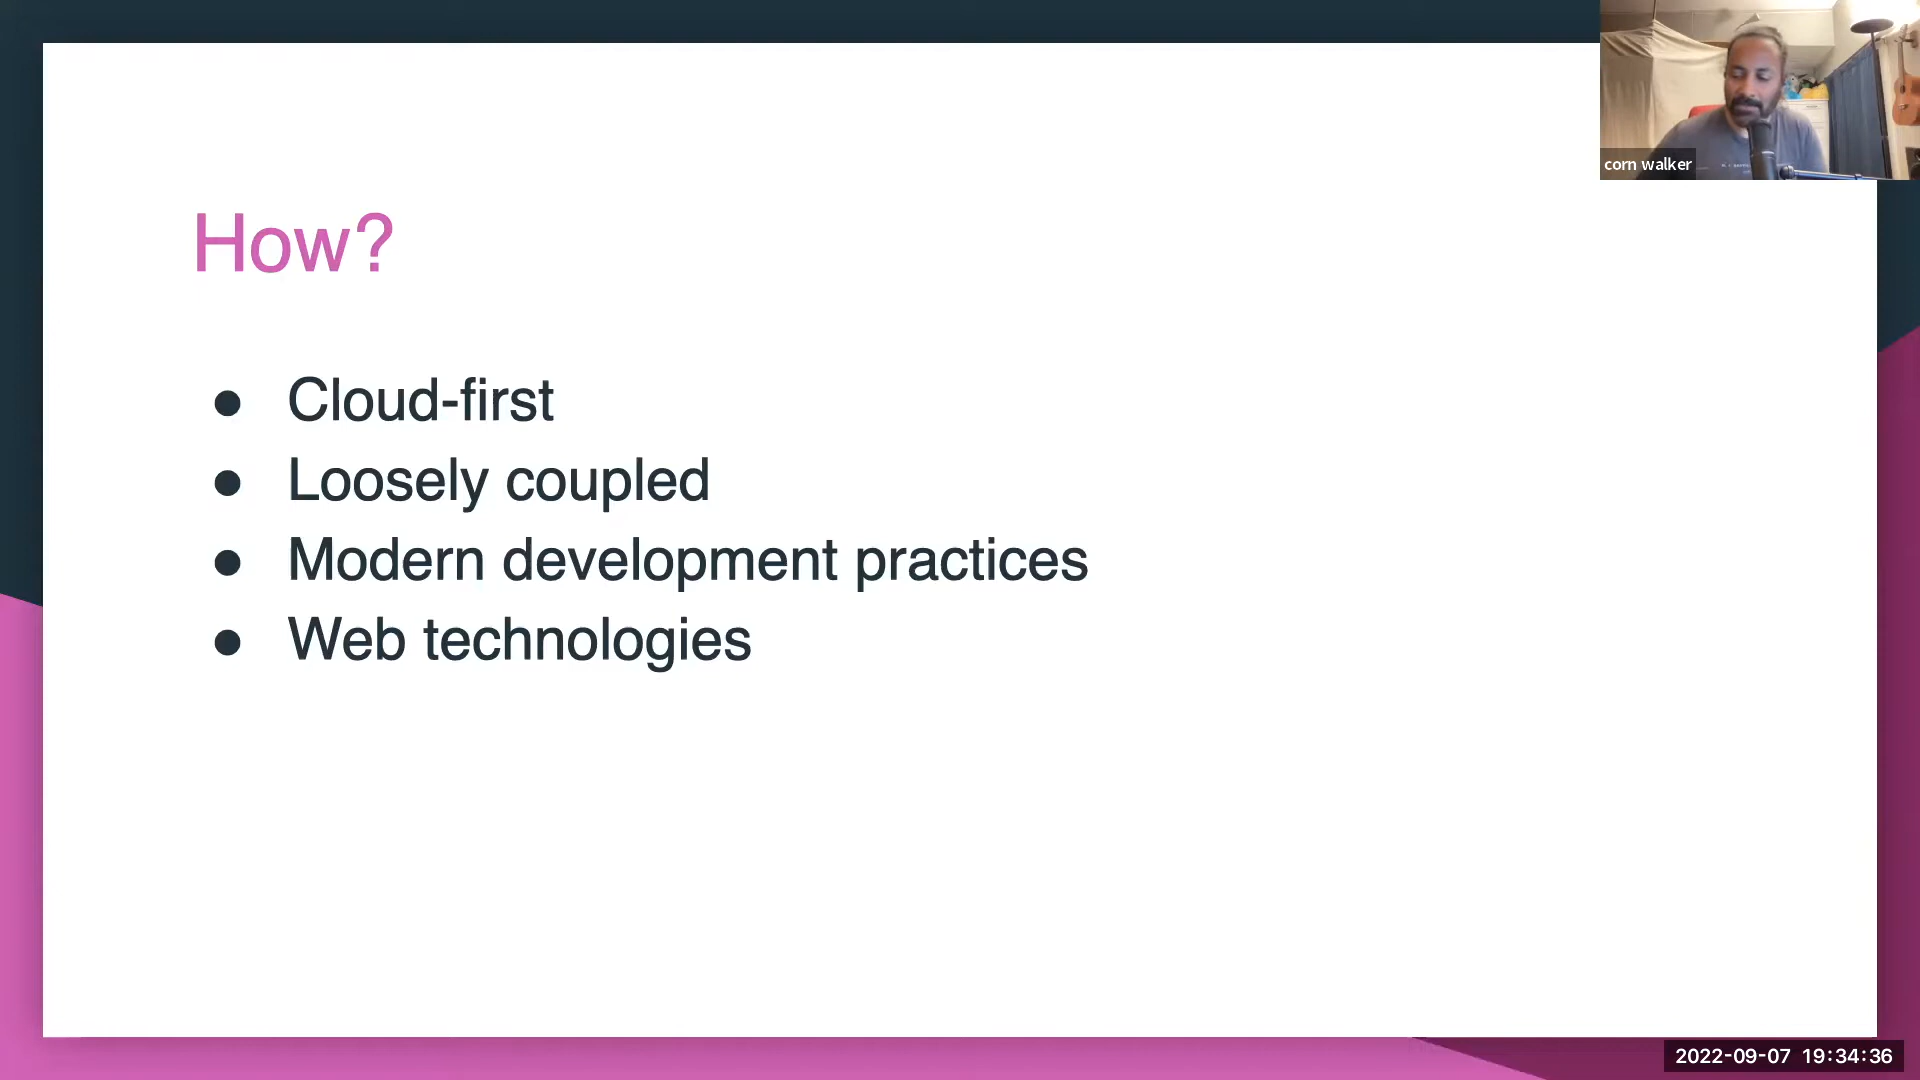 How?
● Cloud-first
● Loosely coupled
● Modern development practices
● Web technologies
corn walker
2022-09-07 19:34:36